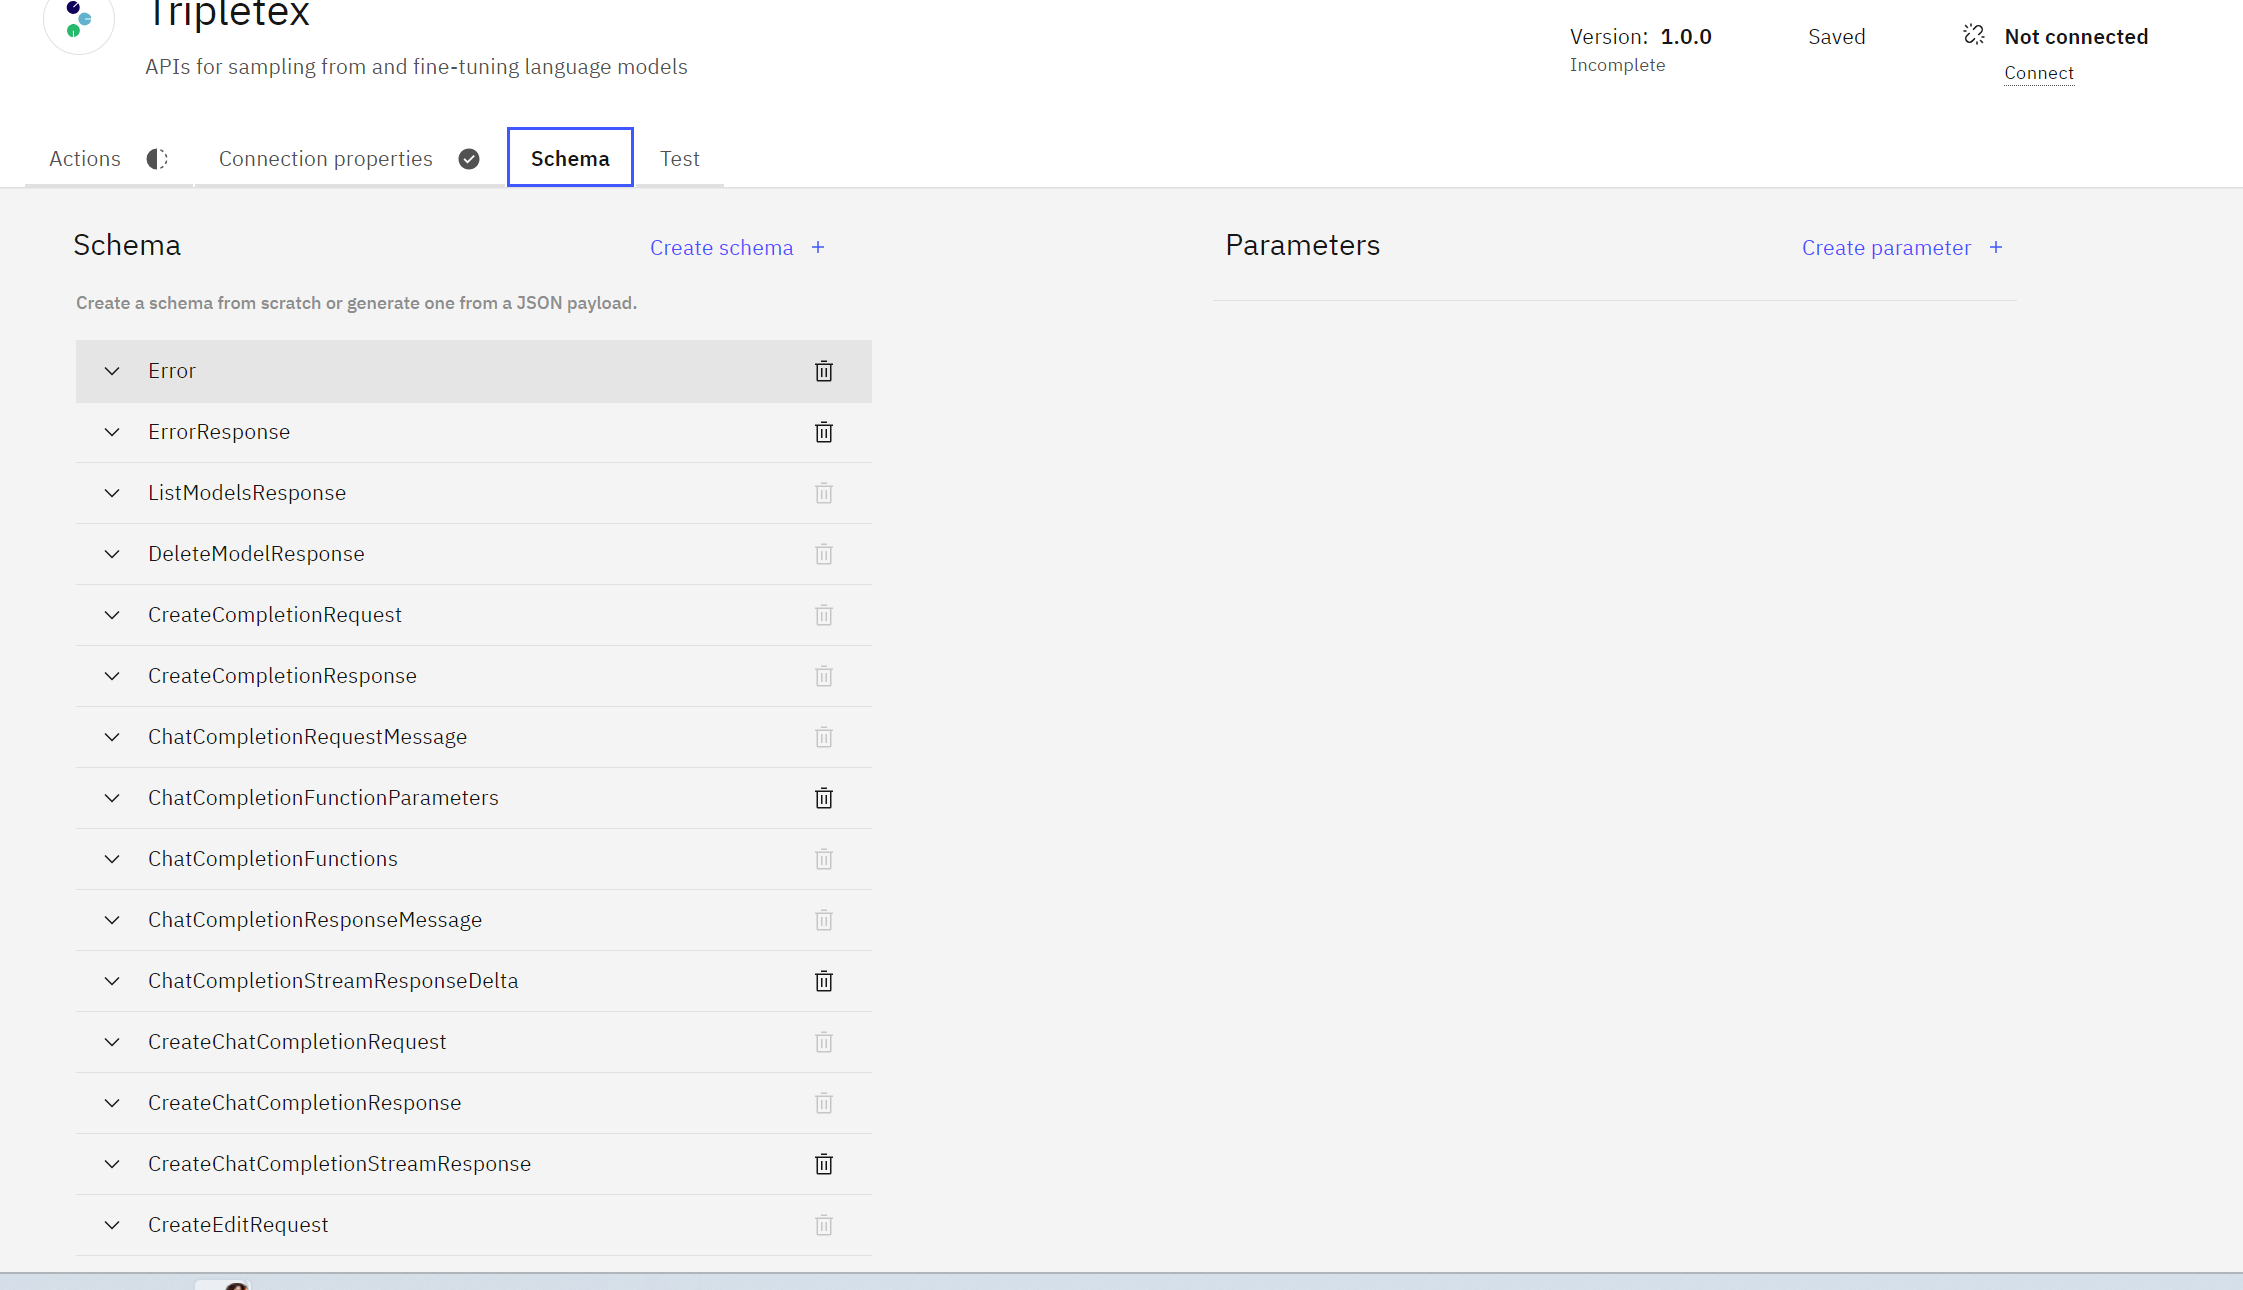 Tripletex
APIs for sampling from and fine-tuning language models
Version: 1.0.0
Incomplete
Saved
Not connected
Connect
Actions
Connection properties
Schema
Test
Schema
Create schema +
Create a schema from scratch or generate one from a JSON payload.
Error
ErrorResponse
ListModelsResponse
DeleteModelResponse
CreateCompletionRequest
CreateCompletionResponse
ChatCompletionRequestMessage
ChatCompletionFunctionParameters
ChatCompletionFunctions
ChatCompletionResponseMessage
ChatCompletionStreamResponseDelta
CreateChatCompletionRequest
CreateChatCompletionResponse
CreateChatCompletionStreamResponse
CreateEditRequest
Parameters
Create parameter +